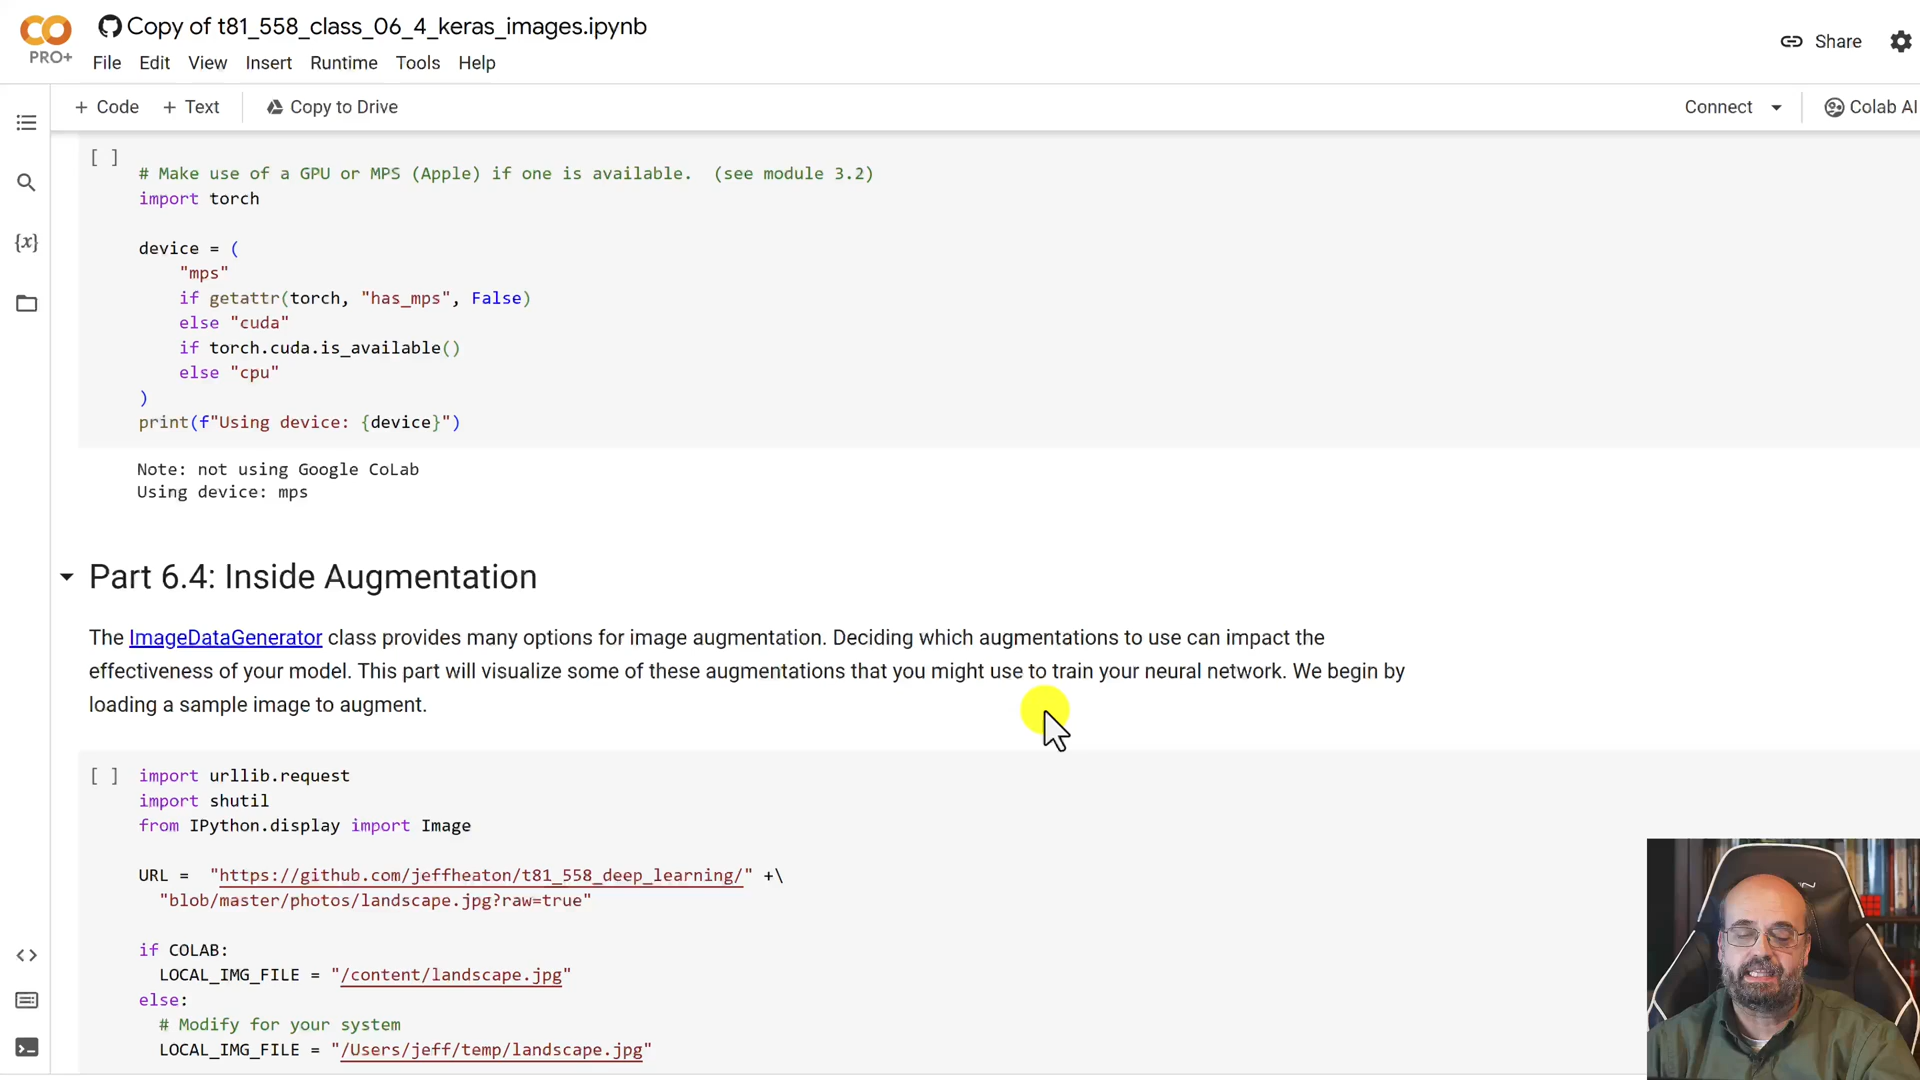 Copy of t81_558_class_06_4_keras_images.ipynb
PRO+
File Edit View Insert Runtime Tools Help
Share
+ Code + Text Copy to Drive
Connect
Colab AI
{x}
[ ]
# Make use of a GPU or MPS (Apple) if one is available.  (see module 3.2)
import torch
device = (
"mps"
if getattr(torch, "has_mps", False)
else "cuda"
if torch.cuda.is_available()
else "cpu"
)
print(f"Using device: {device}")
Note: not using Google CoLab
Using device: mps
Part 6.4: Inside Augmentation
The ImageDataGenerator class provides many options for image augmentation. Deciding which augmentations to use can impact the
effectiveness of your model. This part will visualize some of these augmentations that you might use to train your neural network. We begin by
loading a sample image to augment.
[ ] import urllib.request
import shutil
from IPython.display import Image
URL =  "https://github.com/jeffheaton/t81_558_deep_learning/" +\
"blob/master/photos/landscape.jpg?raw=true"
if COLAB:
LOCAL_IMG_FILE = "/content/landscape.jpg"
else:
# Modify for your system
LOCAL_IMG_FILE = "/Users/jeff/temp/landscape.jpg"